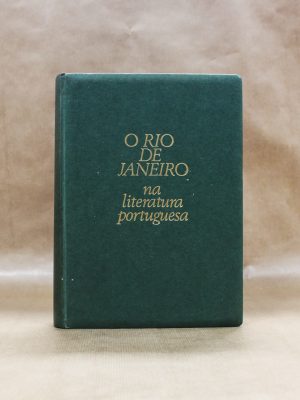 O RIO
DE
JANEIRO
na
literatura
portuguesa